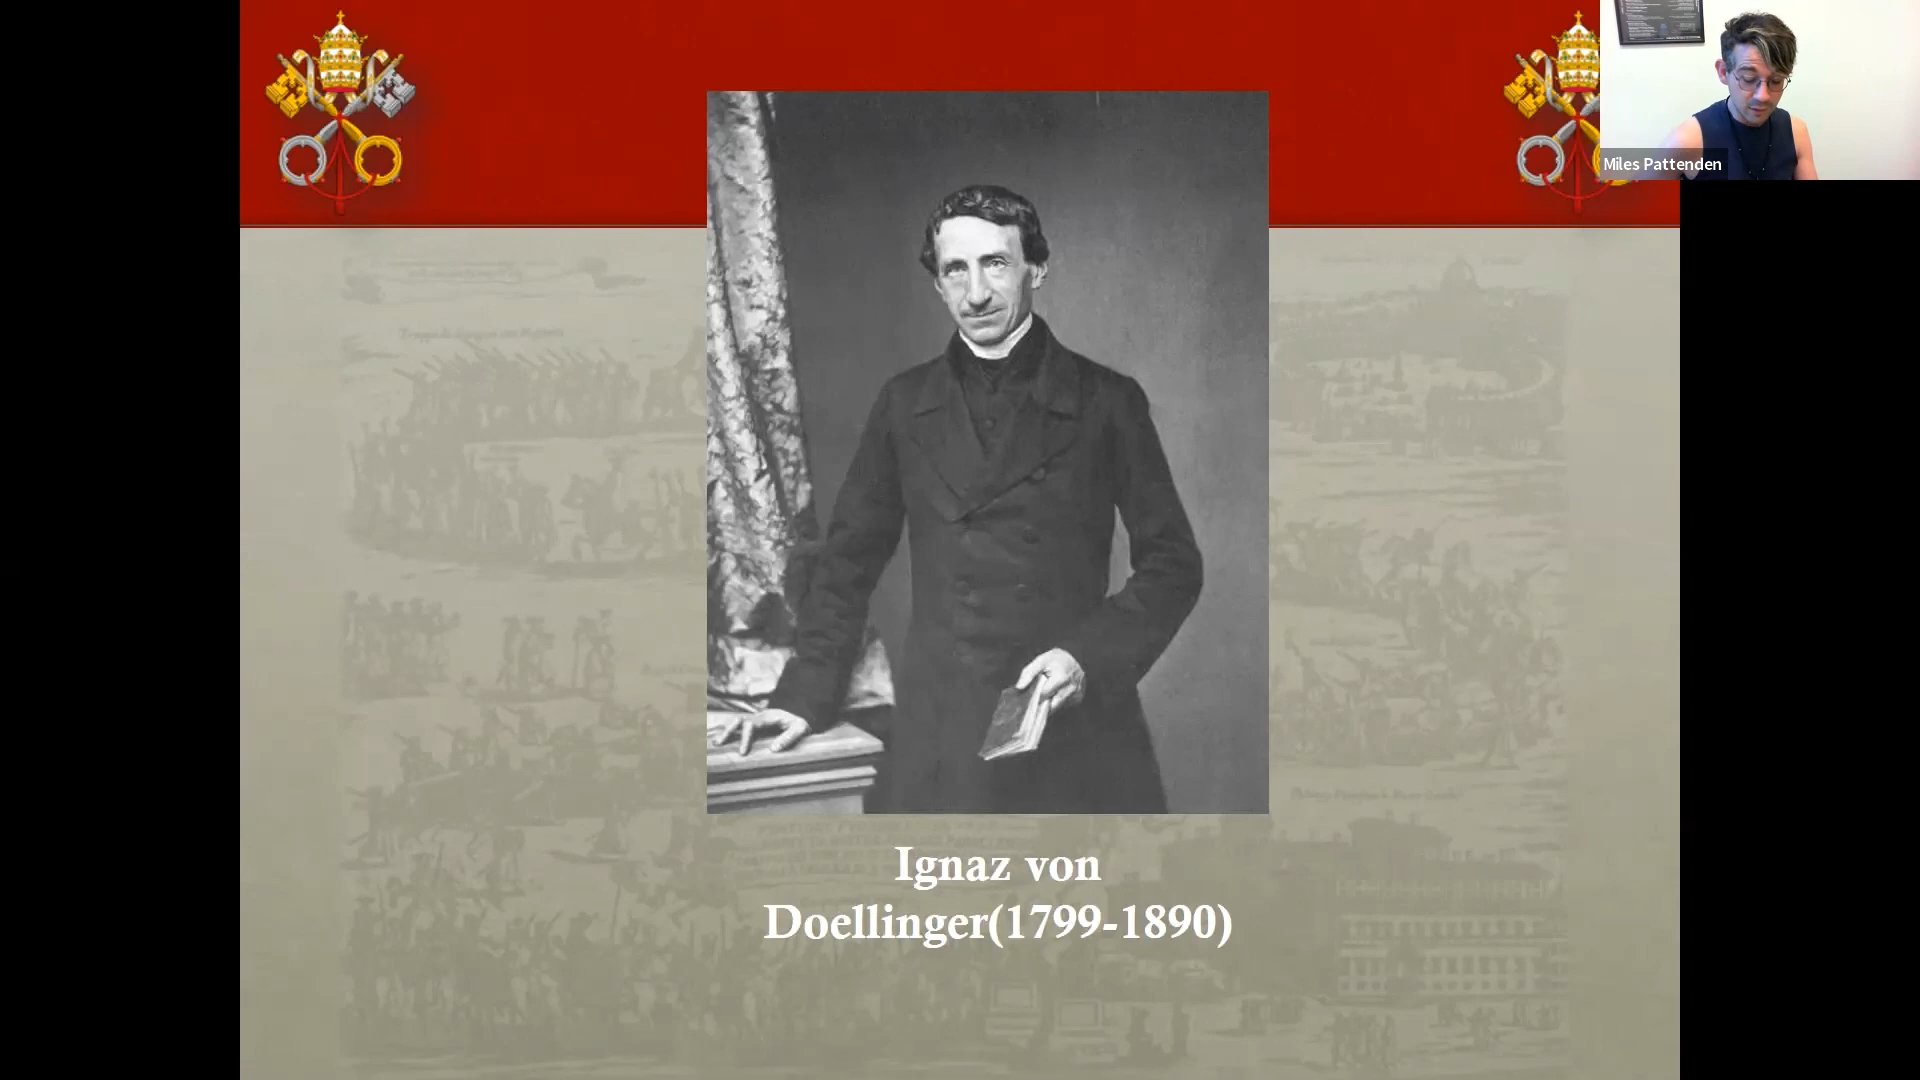 Miles Pattenden
Ignaz von
Doellinger(1799-1890)